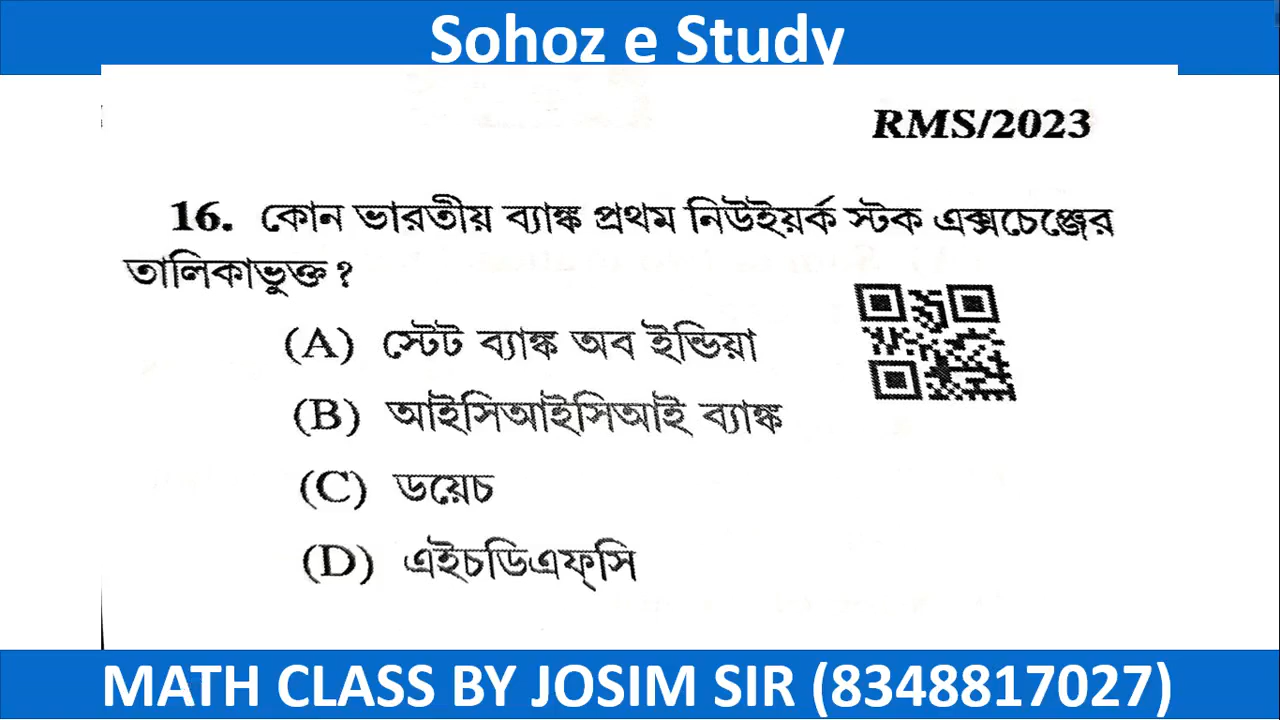 Sohoz e Study
RMS/2023
16. কোন ভারতীয় ব্যাঙ্ক প্রথম নিউইয়র্ক স্টক এক্সচেঞ্জের
তালিকাভুক্ত ?
(A) স্টেট ব্যাঙ্ক অব ইন্ডিয়া
(B) আইসিআইসিআই ব্যাঙ্ক
(C) ডয়েচ
(D) এইচডিএফ্‌সি
MATH CLASS BY JOSIM SIR (8348817027)